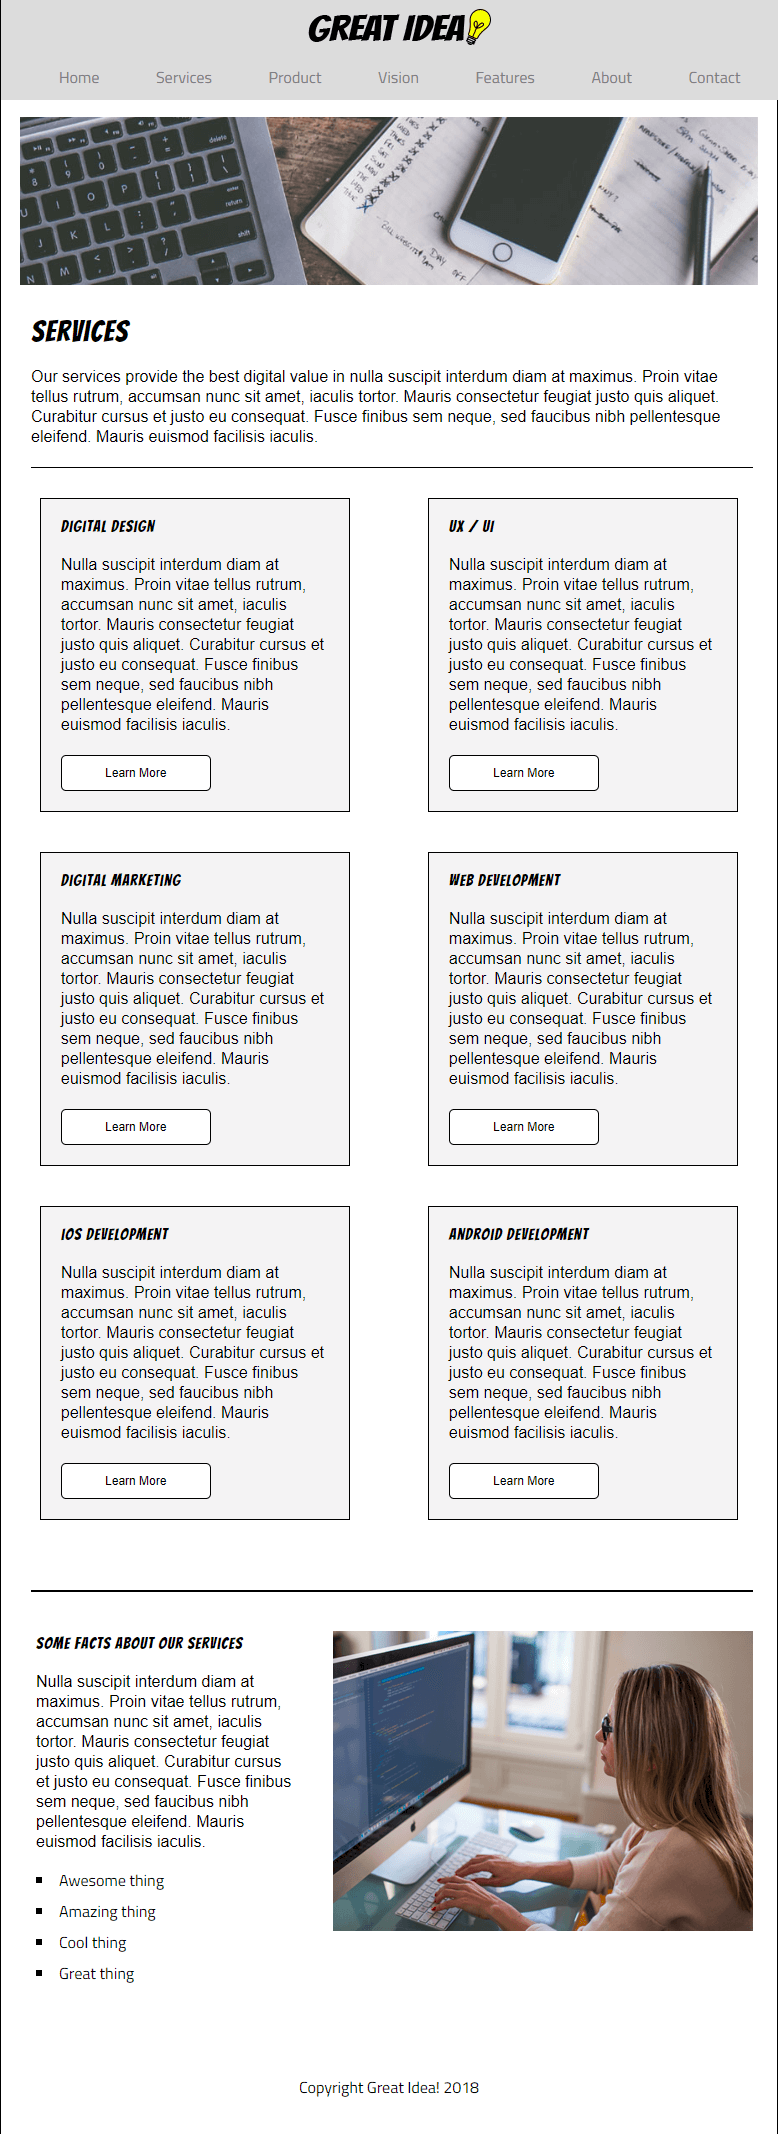 GREAT IDEA
Home Services Product Vision Features About Contact
delete
enter
return
shift
DAY OFF
SERVICES
Our services provide the best digital value in nulla suscipit interdum diam at maximus. Proin vitae
tellus rutrum, accumsan nunc sit amet, iaculis tortor. Mauris consectetur feugiat justo quis aliquet.
Curabitur cursus et justo eu consequat. Fusce finibus sem neque, sed faucibus nibh pellentesque
eleifend. Mauris euismod facilisis iaculis.
DIGITAL DESIGN
Nulla suscipit interdum diam at
maximus. Proin vitae tellus rutrum,
accumsan nunc sit amet, iaculis
tortor. Mauris consectetur feugiat
justo quis aliquet. Curabitur cursus et
justo eu consequat. Fusce finibus
sem neque, sed faucibus nibh
pellentesque eleifend. Mauris
euismod facilisis iaculis.
Learn More
UX / UI
Nulla suscipit interdum diam at
maximus. Proin vitae tellus rutrum,
accumsan nunc sit amet, iaculis
tortor. Mauris consectetur feugiat
justo quis aliquet. Curabitur cursus et
justo eu consequat. Fusce finibus
sem neque, sed faucibus nibh
pellentesque eleifend. Mauris
euismod facilisis iaculis.
Learn More
DIGITAL MARKETING
Nulla suscipit interdum diam at
maximus. Proin vitae tellus rutrum,
accumsan nunc sit amet, iaculis
tortor. Mauris consectetur feugiat
justo quis aliquet. Curabitur cursus et
justo eu consequat. Fusce finibus
sem neque, sed faucibus nibh
pellentesque eleifend. Mauris
euismod facilisis iaculis.
Learn More
WEB DEVELOPMENT
Nulla suscipit interdum diam at
maximus. Proin vitae tellus rutrum,
accumsan nunc sit amet, iaculis
tortor. Mauris consectetur feugiat
justo quis aliquet. Curabitur cursus et
justo eu consequat. Fusce finibus
sem neque, sed faucibus nibh
pellentesque eleifend. Mauris
euismod facilisis iaculis.
Learn More
IOS DEVELOPMENT
Nulla suscipit interdum diam at
maximus. Proin vitae tellus rutrum,
accumsan nunc sit amet, iaculis
tortor. Mauris consectetur feugiat
justo quis aliquet. Curabitur cursus et
justo eu consequat. Fusce finibus
sem neque, sed faucibus nibh
pellentesque eleifend. Mauris
euismod facilisis iaculis.
Learn More
ANDROID DEVELOPMENT
Nulla suscipit interdum diam at
maximus. Proin vitae tellus rutrum,
accumsan nunc sit amet, iaculis
tortor. Mauris consectetur feugiat
justo quis aliquet. Curabitur cursus et
justo eu consequat. Fusce finibus
sem neque, sed faucibus nibh
pellentesque eleifend. Mauris
euismod facilisis iaculis.
Learn More
SOME FACTS ABOUT OUR SERVICES
Nulla suscipit interdum diam at
maximus. Proin vitae tellus rutrum,
accumsan nunc sit amet, iaculis
tortor. Mauris consectetur feugiat
justo quis aliquet. Curabitur cursus
et justo eu consequat. Fusce finibus
sem neque, sed faucibus nibh
pellentesque eleifend. Mauris
euismod facilisis iaculis.
Awesome thing
Amazing thing
Cool thing
Great thing
Copyright Great Idea! 2018